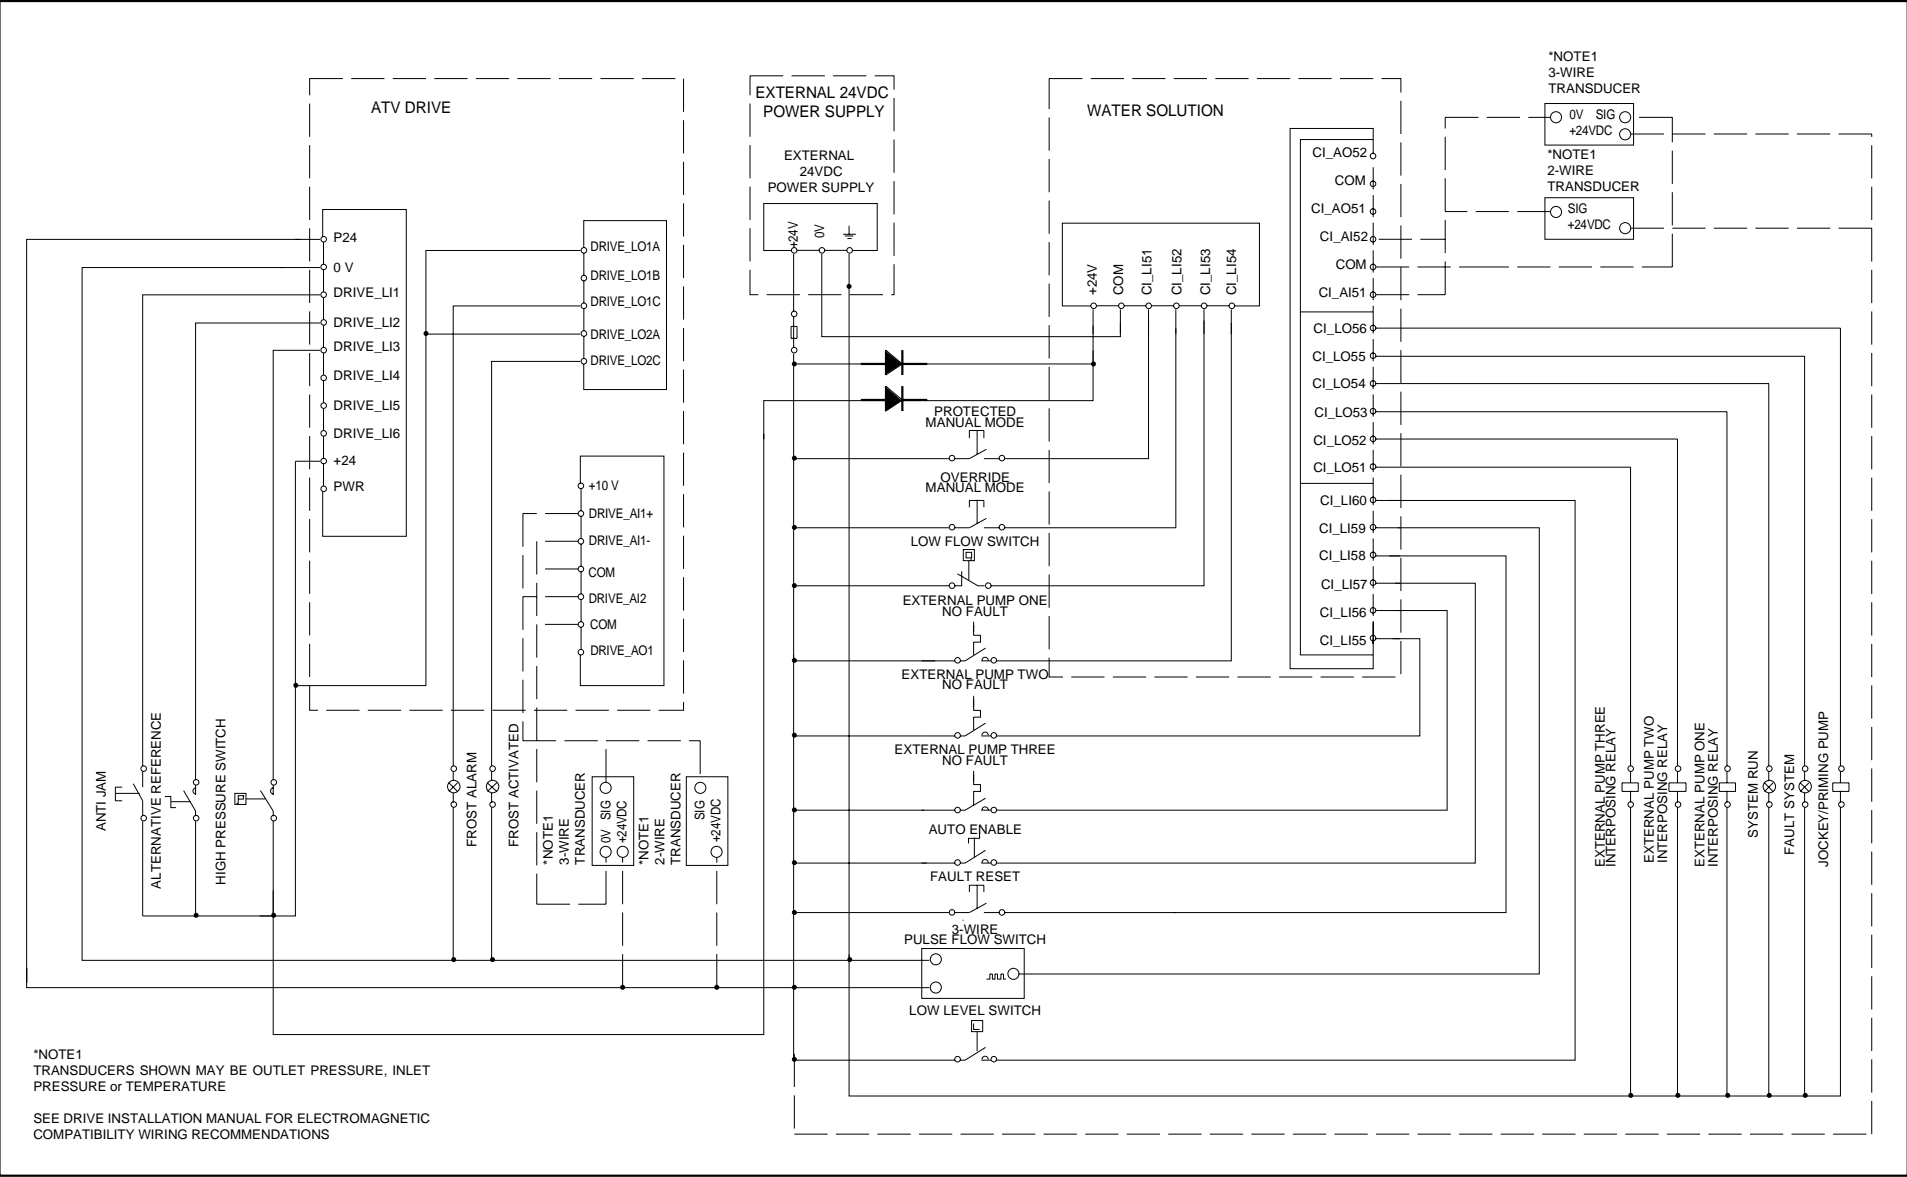 ATV DRIVE
P24
0 V
DRIVE_LI1
DRIVE_LI2
DRIVE_LI3
DRIVE_LI4
DRIVE_LI5
DRIVE_LI6
+24
PWR
DRIVE_LO1A
DRIVE_LO1B
DRIVE_LO1C
DRIVE_LO2A
DRIVE_LO2C
+10 V
DRIVE_AI1+
DRIVE_AI1-
COM
DRIVE_AI2
COM
DRIVE_AO1
EXTERNAL 24VDC
POWER SUPPLY
EXTERNAL
24VDC
POWER SUPPLY
+24V
0V
WATER SOLUTION
+24V
COM
CI_LI51
CI_LI52
CI_LI53
CI_LI54
CI_AO52
COM
CI_AO51
CI_AI52
COM
CI_AI51
CI_LO56
CI_LO55
CI_LO54
CI_LO53
CI_LO52
CI_LO51
CI_LI60
CI_LI59
CI_LI58
CI_LI57
CI_LI56
CI_LI55
*NOTE1
3-WIRE
TRANSDUCER
0V SIG
+24VDC
*NOTE1
2-WIRE
TRANSDUCER
SIG
+24VDC
PROTECTED
MANUAL MODE
OVERRIDE
MANUAL MODE
LOW FLOW SWITCH
EXTERNAL PUMP ONE
NO FAULT
EXTERNAL PUMP TWO
NO FAULT
EXTERNAL PUMP THREE
NO FAULT
AUTO ENABLE
FAULT RESET
3-WIRE
PULSE FLOW SWITCH
LOW LEVEL SWITCH
L
ANTI JAM
ALTERNATIVE REFERENCE
HIGH PRESSURE SWITCH
P
FROST ALARM
FROST ACTIVATED
*NOTE1
3-WIRE
TRANSDUCER
0V SIG
+24VDC
*NOTE1
2-WIRE
TRANSDUCER
SIG
+24VDC
EXTERNAL PUMP THREE
INTERPOSING RELAY
EXTERNAL PUMP TWO
INTERPOSING RELAY
EXTERNAL PUMP ONE
INTERPOSING RELAY
SYSTEM RUN
FAULT SYSTEM
JOCKEY/PRIMING PUMP
*NOTE1
TRANSDUCERS SHOWN MAY BE OUTLET PRESSURE, INLET
PRESSURE or TEMPERATURE
SEE DRIVE INSTALLATION MANUAL FOR ELECTROMAGNETIC
COMPATIBILITY WIRING RECOMMENDATIONS